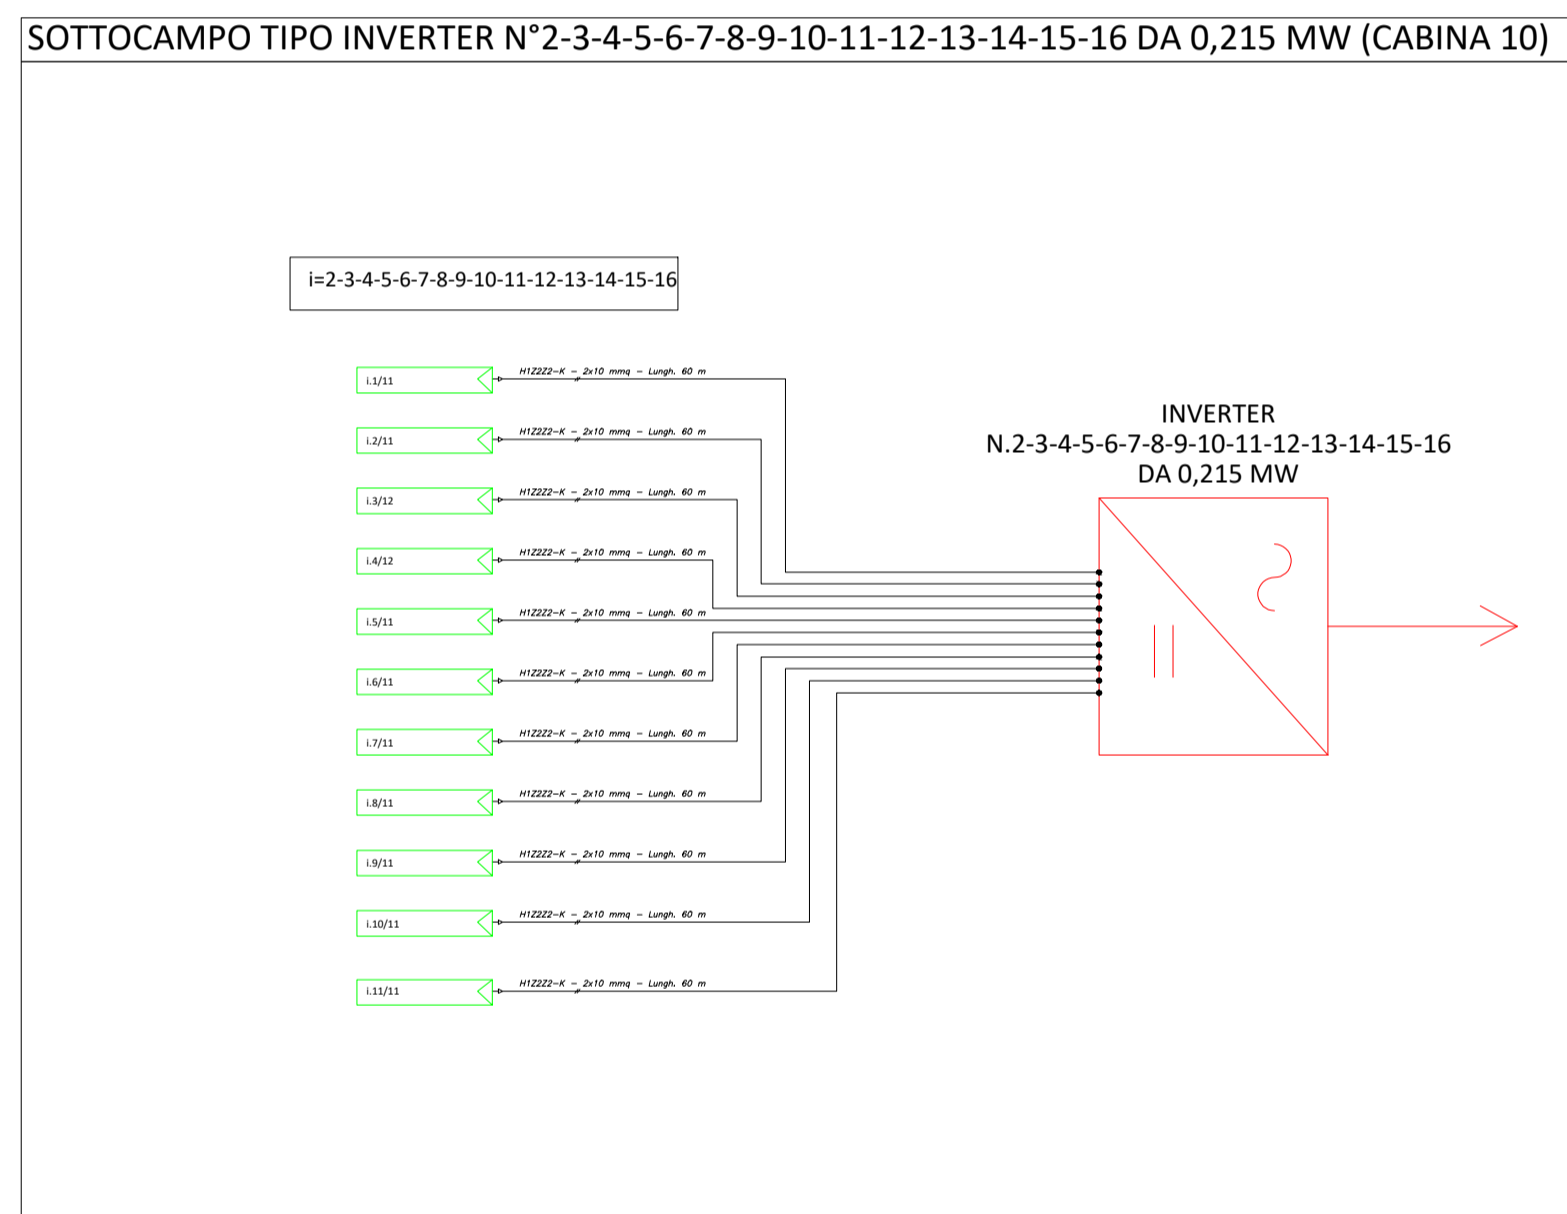 SOTTOCAMPO TIPO INVERTER N°2-3-4-5-6-7-8-9-10-11-12-13-14-15-16 DA 0,215 MW (CABINA 10)
i=2-3-4-5-6-7-8-9-10-11-12-13-14-15-16
i.1/11
H1Z2Z2-K - 2x10 mmq - Lungh. 60 m
i.2/11
H1Z2Z2-K - 2x10 mmq - Lungh. 60 m
i.3/12
H1Z2Z2-K - 2x10 mmq - Lungh. 60 m
i.4/12
H1Z2Z2-K - 2x10 mmq - Lungh. 60 m
i.5/11
H1Z2Z2-K - 2x10 mmq - Lungh. 60 m
i.6/11
H1Z2Z2-K - 2x10 mmq - Lungh. 60 m
i.7/11
H1Z2Z2-K - 2x10 mmq - Lungh. 60 m
i.8/11
H1Z2Z2-K - 2x10 mmq - Lungh. 60 m
i.9/11
H1Z2Z2-K - 2x10 mmq - Lungh. 60 m
i.10/11
H1Z2Z2-K - 2x10 mmq - Lungh. 60 m
i.11/11
H1Z2Z2-K - 2x10 mmq - Lungh. 60 m
INVERTER
N.2-3-4-5-6-7-8-9-10-11-12-13-14-15-16
DA 0,215 MW